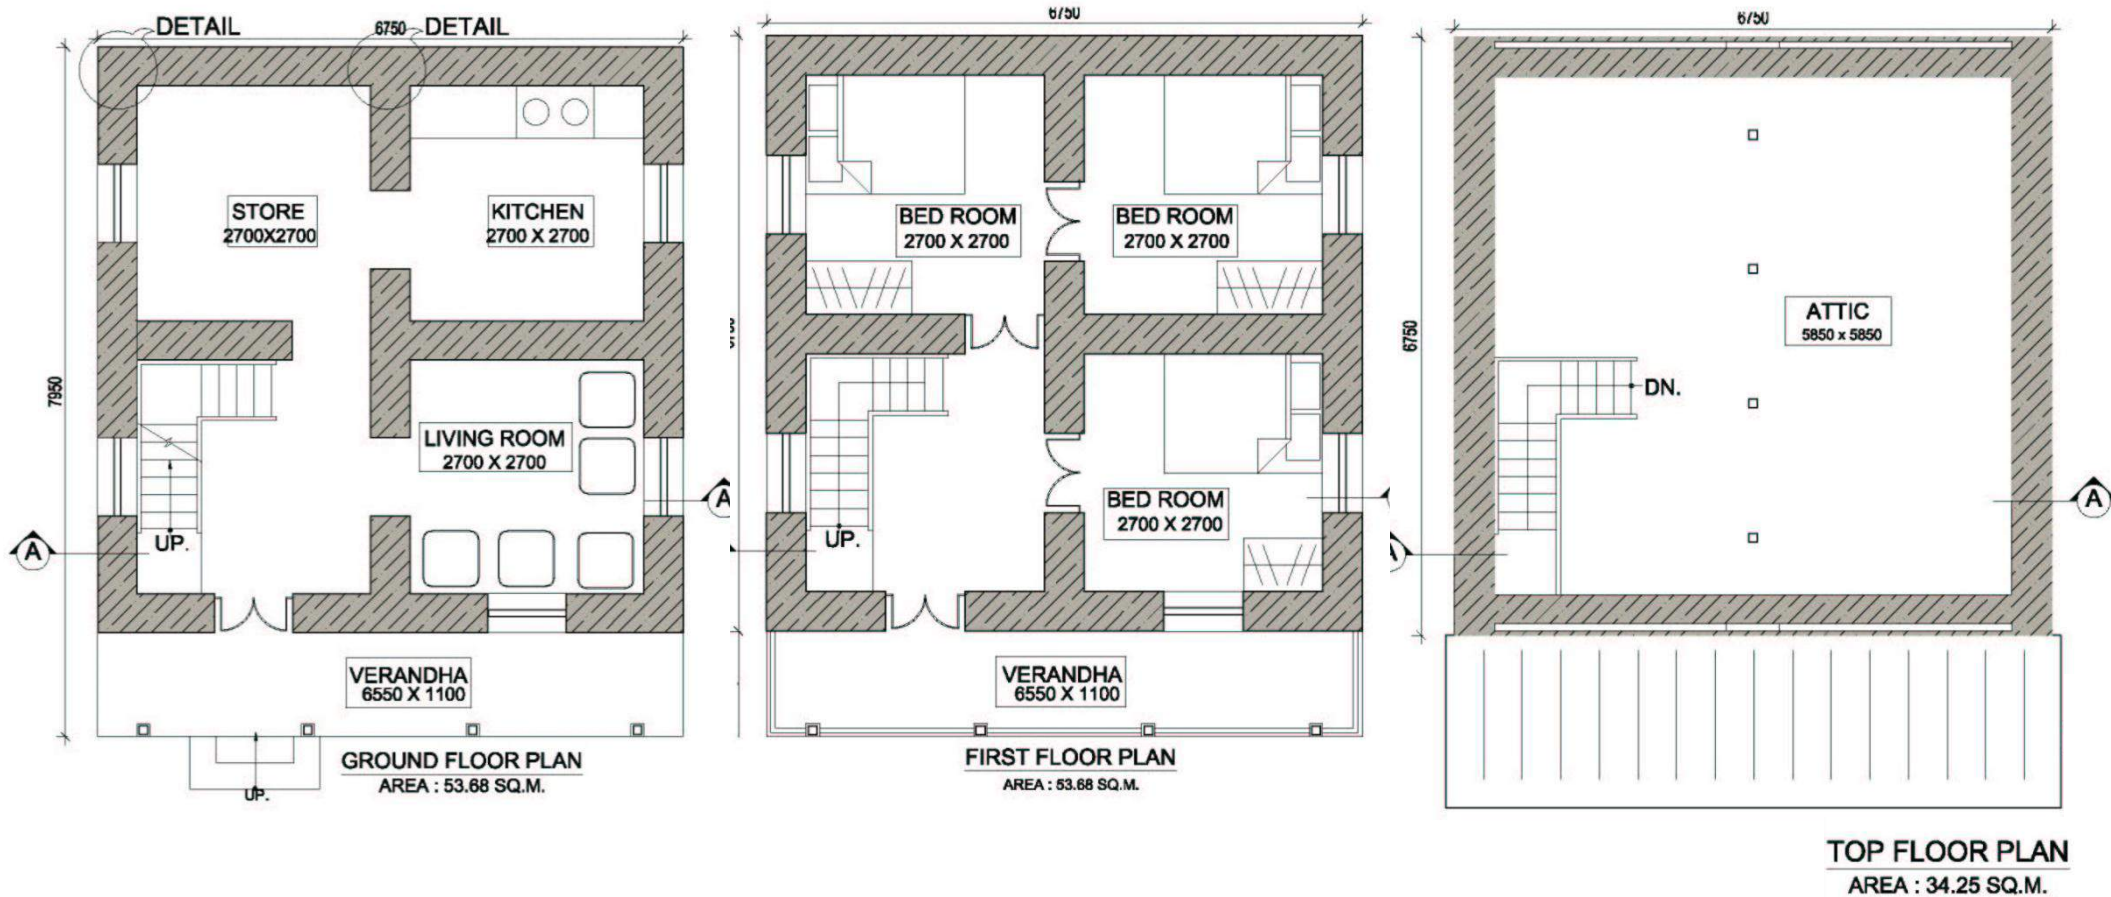 DETAIL
6750
DETAIL
7950
STORE
2700X2700
KITCHEN
2700 X 2700
LIVING ROOM
2700 X 2700
UP.
A
A
VERANDHA
6550 X 1100
UP.
GROUND FLOOR PLAN
AREA : 53.68 SQ.M.
6750
BED ROOM
2700 X 2700
BED ROOM
2700 X 2700
BED ROOM
2700 X 2700
UP.
VERANDHA
6550 X 1100
FIRST FLOOR PLAN
AREA : 53.68 SQ.M.
6750
6750
ATTIC
5850 x 5850
DN.
A
A
TOP FLOOR PLAN
AREA : 34.25 SQ.M.